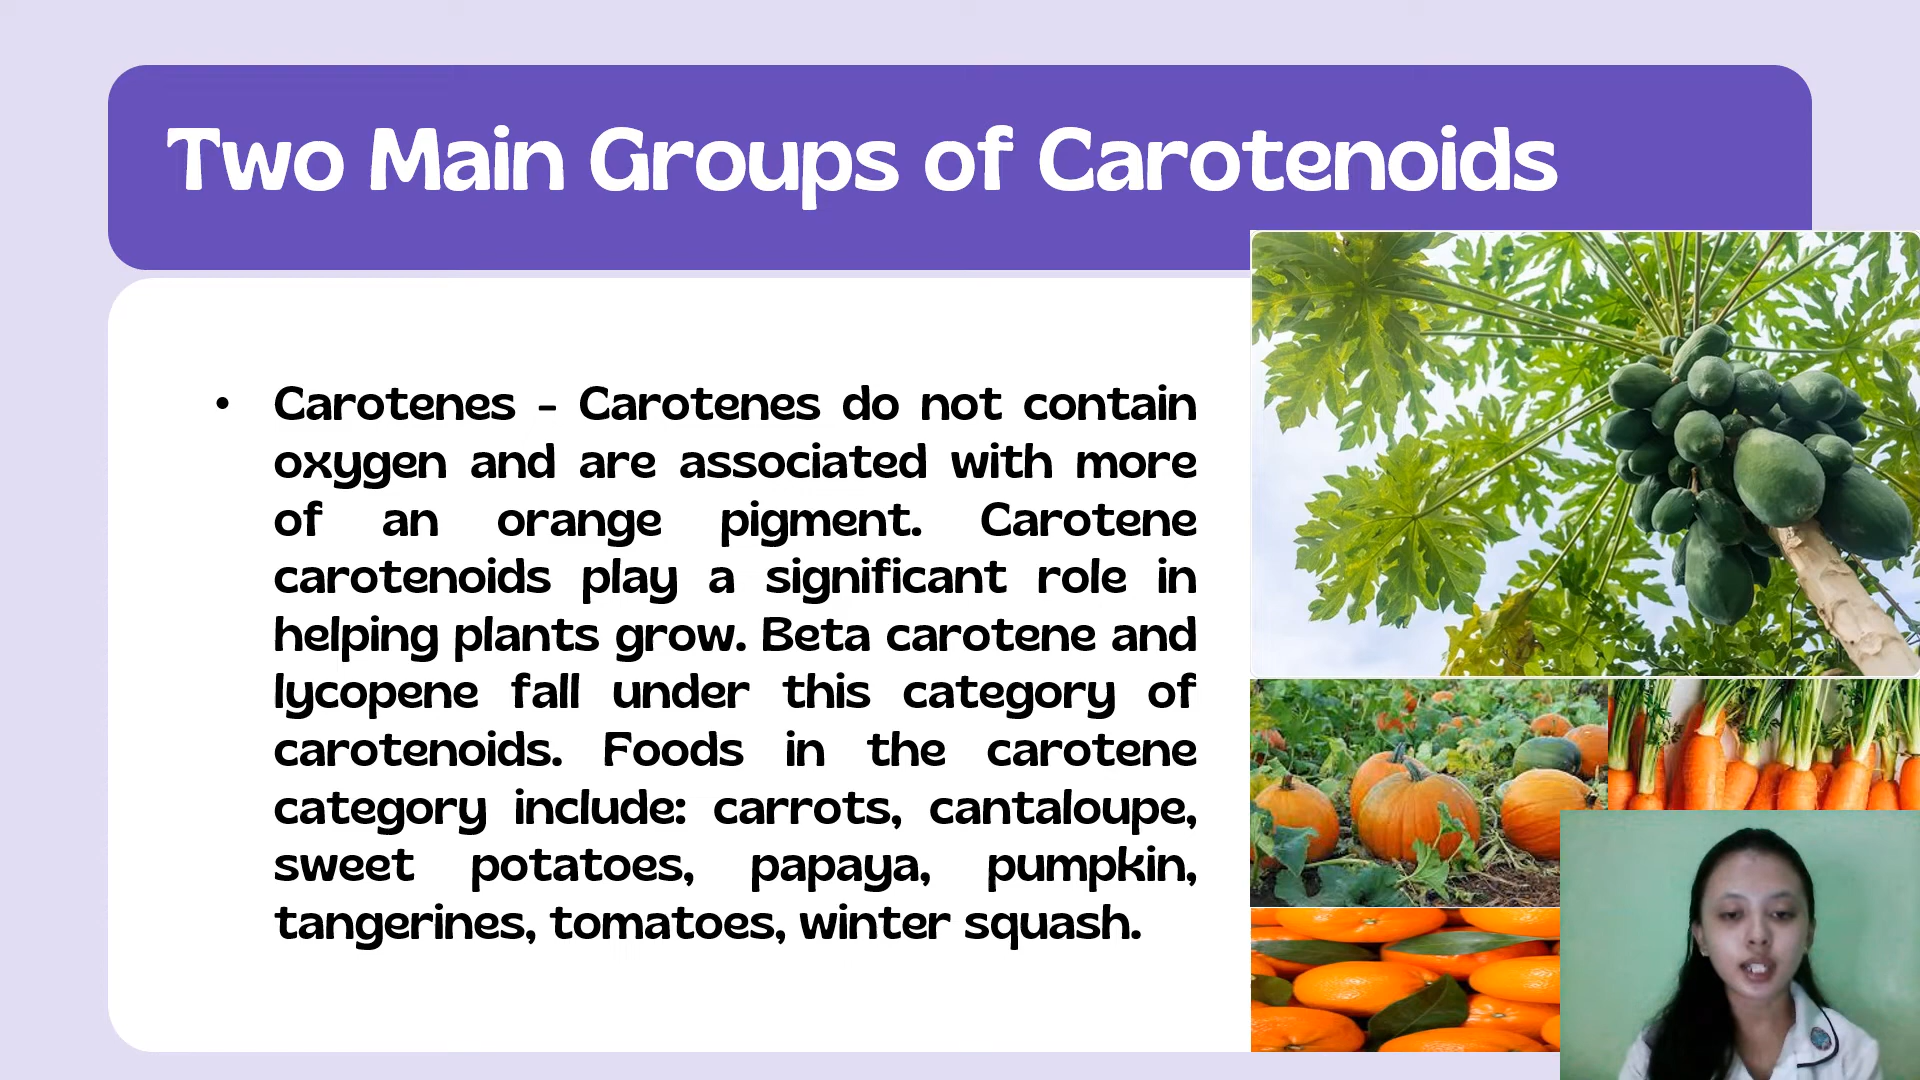 Two Main Groups of Carotenoids
• Carotenes - Carotenes do not contain
oxygen and are associated with more
of an orange pigment. Carotene
carotenoids play a significant role in
helping plants grow. Beta carotene and
lycopene fall under this category of
carotenoids. Foods in the carotene
category include: carrots, cantaloupe,
sweet potatoes, papaya, pumpkin,
tangerines, tomatoes, winter squash.